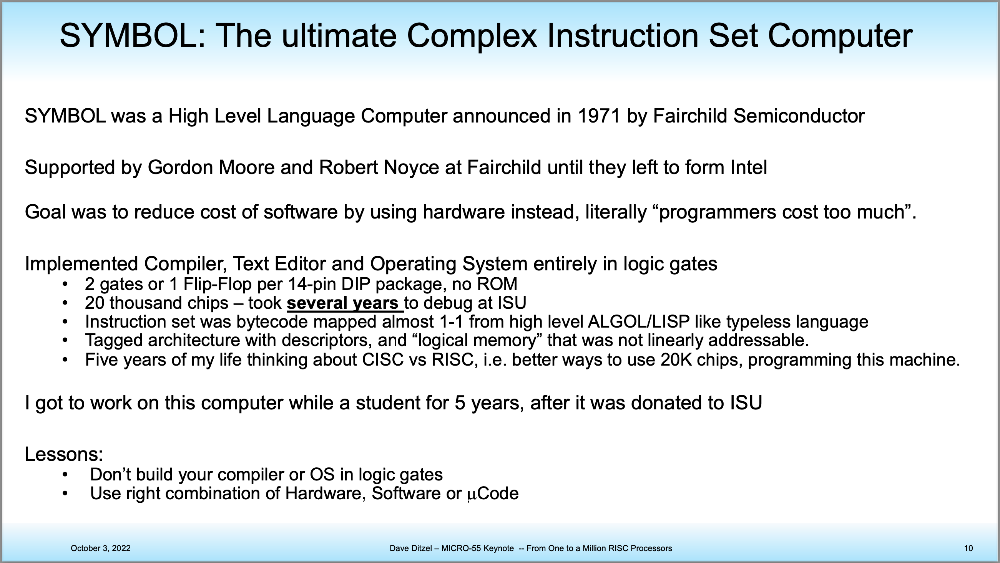 SYMBOL: The ultimate Complex Instruction Set Computer
SYMBOL was a High Level Language Computer announced in 1971 by Fairchild Semiconductor
Supported by Gordon Moore and Robert Noyce at Fairchild until they left to form Intel
Goal was to reduce cost of software by using hardware instead, literally “programmers cost too much”.
Implemented Compiler, Text Editor and Operating System entirely in logic gates
• 2 gates or 1 Flip-Flop per 14-pin DIP package, no ROM
• 20 thousand chips – took several years to debug at ISU
• Instruction set was bytecode mapped almost 1-1 from high level ALGOL/LISP like typeless language
• Tagged architecture with descriptors, and “logical memory” that was not linearly addressable.
• Five years of my life thinking about CISC vs RISC, i.e. better ways to use 20K chips, programming this machine.
I got to work on this computer while a student for 5 years, after it was donated to ISU
Lessons:
• Don’t build your compiler or OS in logic gates
• Use right combination of Hardware, Software or µCode
October 3, 2022
Dave Ditzel – MICRO-55 Keynote -- From One to a Million RISC Processors
10